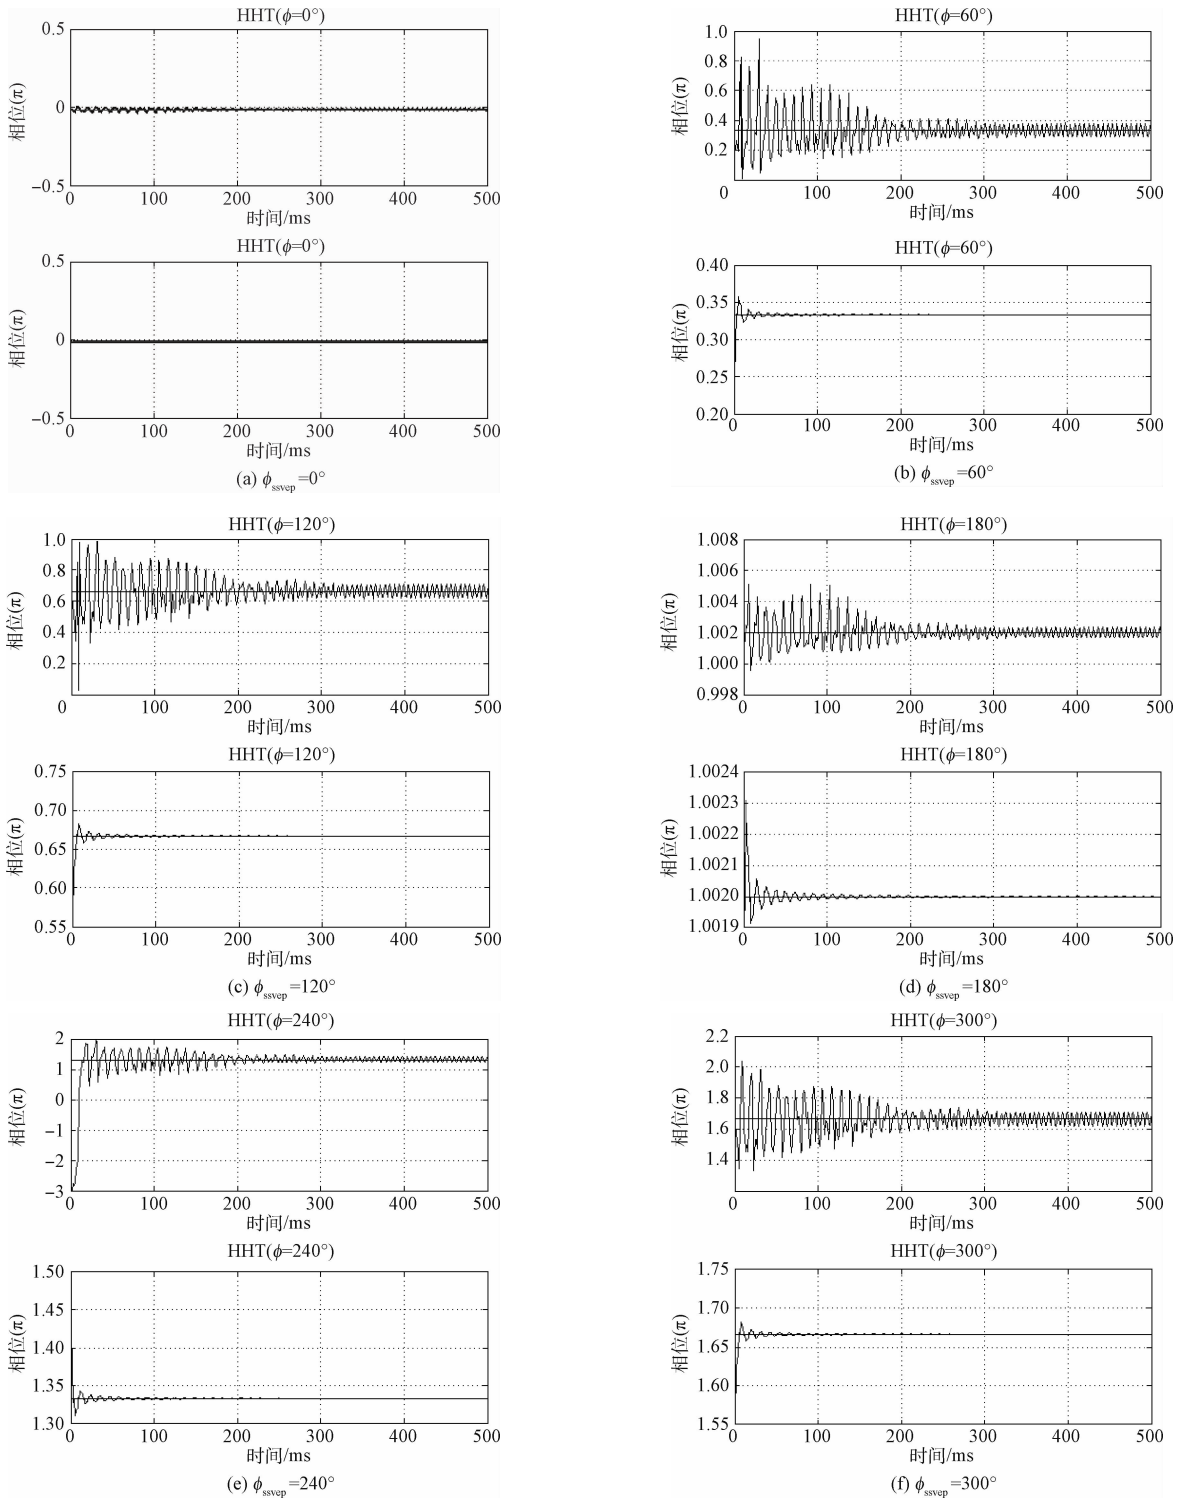 HHT(ϕ=0°)
0.5
0
−0.5
相位(π)
0 100 200 300 400 500
时间/ms
HHT(ϕ=0°)
0.5
0
−0.5
相位(π)
0 100 200 300 400 500
时间/ms
(a) ϕssvep=0°
HHT(ϕ=60°)
1.0
0.8
0.6
0.4
0.2
相位(π)
0 100 200 300 400 500
时间/ms
HHT(ϕ=60°)
0.40
0.35
0.30
0.25
0.20
相位(π)
0 100 200 300 400 500
时间/ms
(b) ϕssvep=60°
HHT(ϕ=120°)
1.0
0.8
0.6
0.4
0.2
相位(π)
0 100 200 300 400 500
时间/ms
HHT(ϕ=120°)
0.75
0.70
0.65
0.60
0.55
相位(π)
0 100 200 300 400 500
时间/ms
(c) ϕssvep=120°
HHT(ϕ=180°)
1.008
1.006
1.004
1.002
1.000
0.998
相位(π)
0 100 200 300 400 500
时间/ms
HHT(ϕ=180°)
1.0024
1.0023
1.0022
1.0021
1.0020
1.0019
相位(π)
0 100 200 300 400 500
时间/ms
(d) ϕssvep=180°
HHT(ϕ=240°)
2
1
0
−1
−2
−3
相位(π)
0 100 200 300 400 500
时间/ms
HHT(ϕ=240°)
1.50
1.45
1.40
1.35
1.30
相位(π)
0 100 200 300 400 500
时间/ms
(e) ϕssvep=240°
HHT(ϕ=300°)
2.2
2.0
1.8
1.6
1.4
相位(π)
0 100 200 300 400 500
时间/ms
HHT(ϕ=300°)
1.75
1.70
1.65
1.60
1.55
相位(π)
0 100 200 300 400 500
时间/ms
(f) ϕssvep=300°